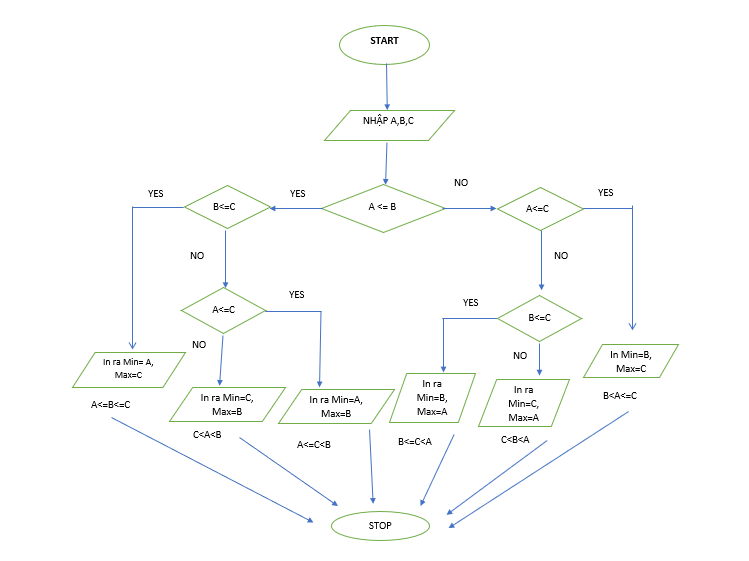 START
NHẬP A,B,C
YES
B<=C
YES
A <= B
NO
A<=C
YES
NO
NO
A<=C
YES
YES
B<=C
NO
NO
In ra Min= A,
Max=C
In Min=B,
Max=C
A<=B<=C
In ra Min=C,
Max=B
In ra Min=A,
Max=B
In ra
Min=B,
Max=A
In ra
Min=C,
Max=A
B<A<=C
C<A<B
A<=C<B
B<=C<A
C<B<A
STOP